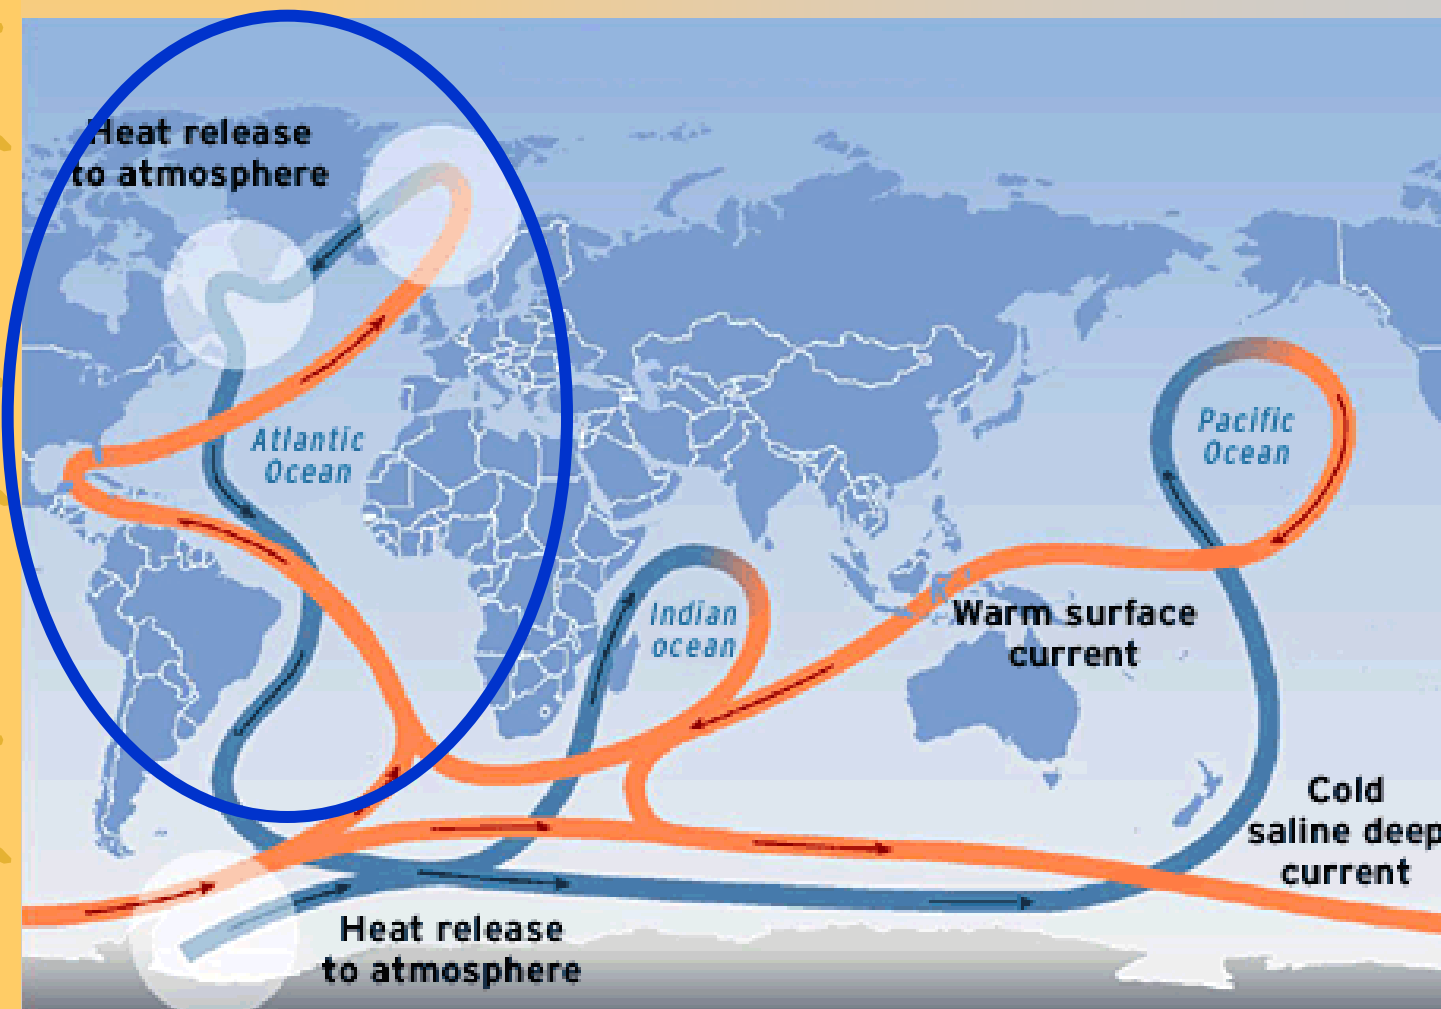 Heat release
to atmosphere
Atlantic
Ocean
Pacific
Ocean
Indian
ocean
Warm surface
current
Cold
saline deep
current
Heat release
to atmosphere